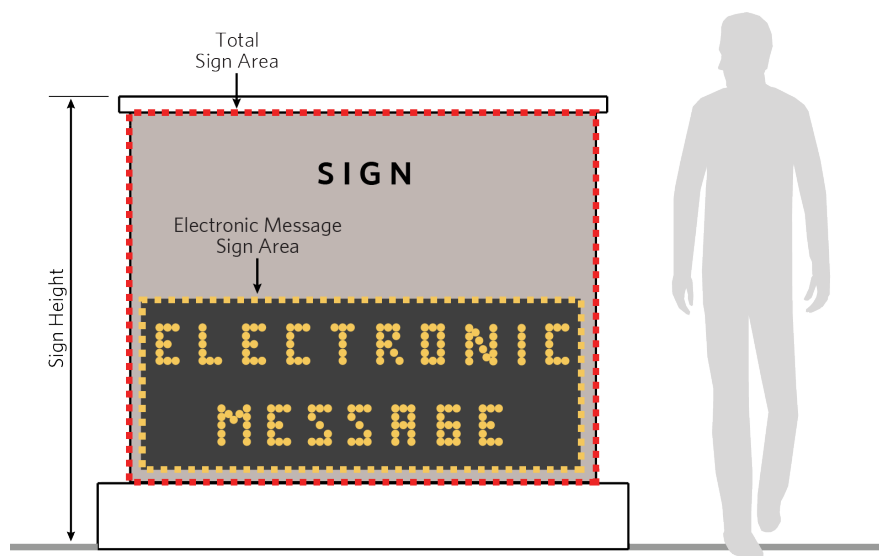 Total
Sign Area
SIGN
Electronic Message
Sign Area
Sign Height
ELECTRONIC
MESSAGE